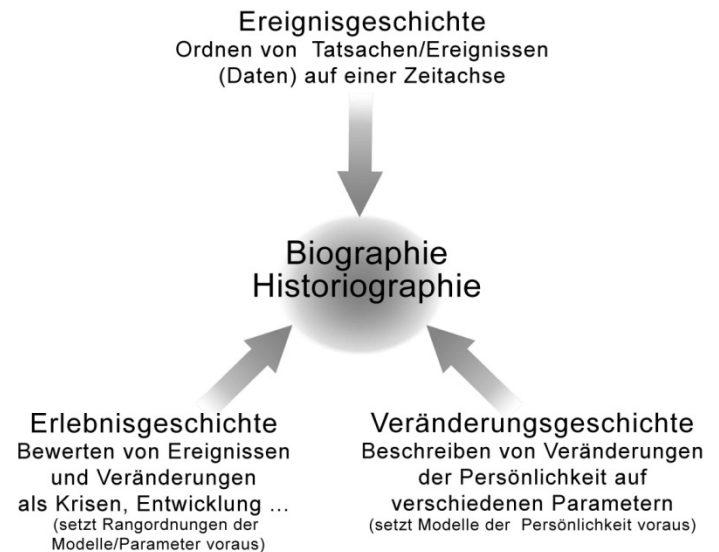 Ereignisgeschichte
Ordnen von Tatsachen/Ereignissen
(Daten) auf einer Zeitachse
Biographie
Historiographie
Erlebnisgeschichte
Bewerten von Ereignissen
und Veränderungen
als Krisen, Entwicklung ...
(setzt Rangordnungen der
Modelle/Parameter voraus)
Veränderungsgeschichte
Beschreiben von Veränderungen
der Persönlichkeit auf
verschiedenen Parametern
(setzt Modelle der Persönlichkeit voraus)